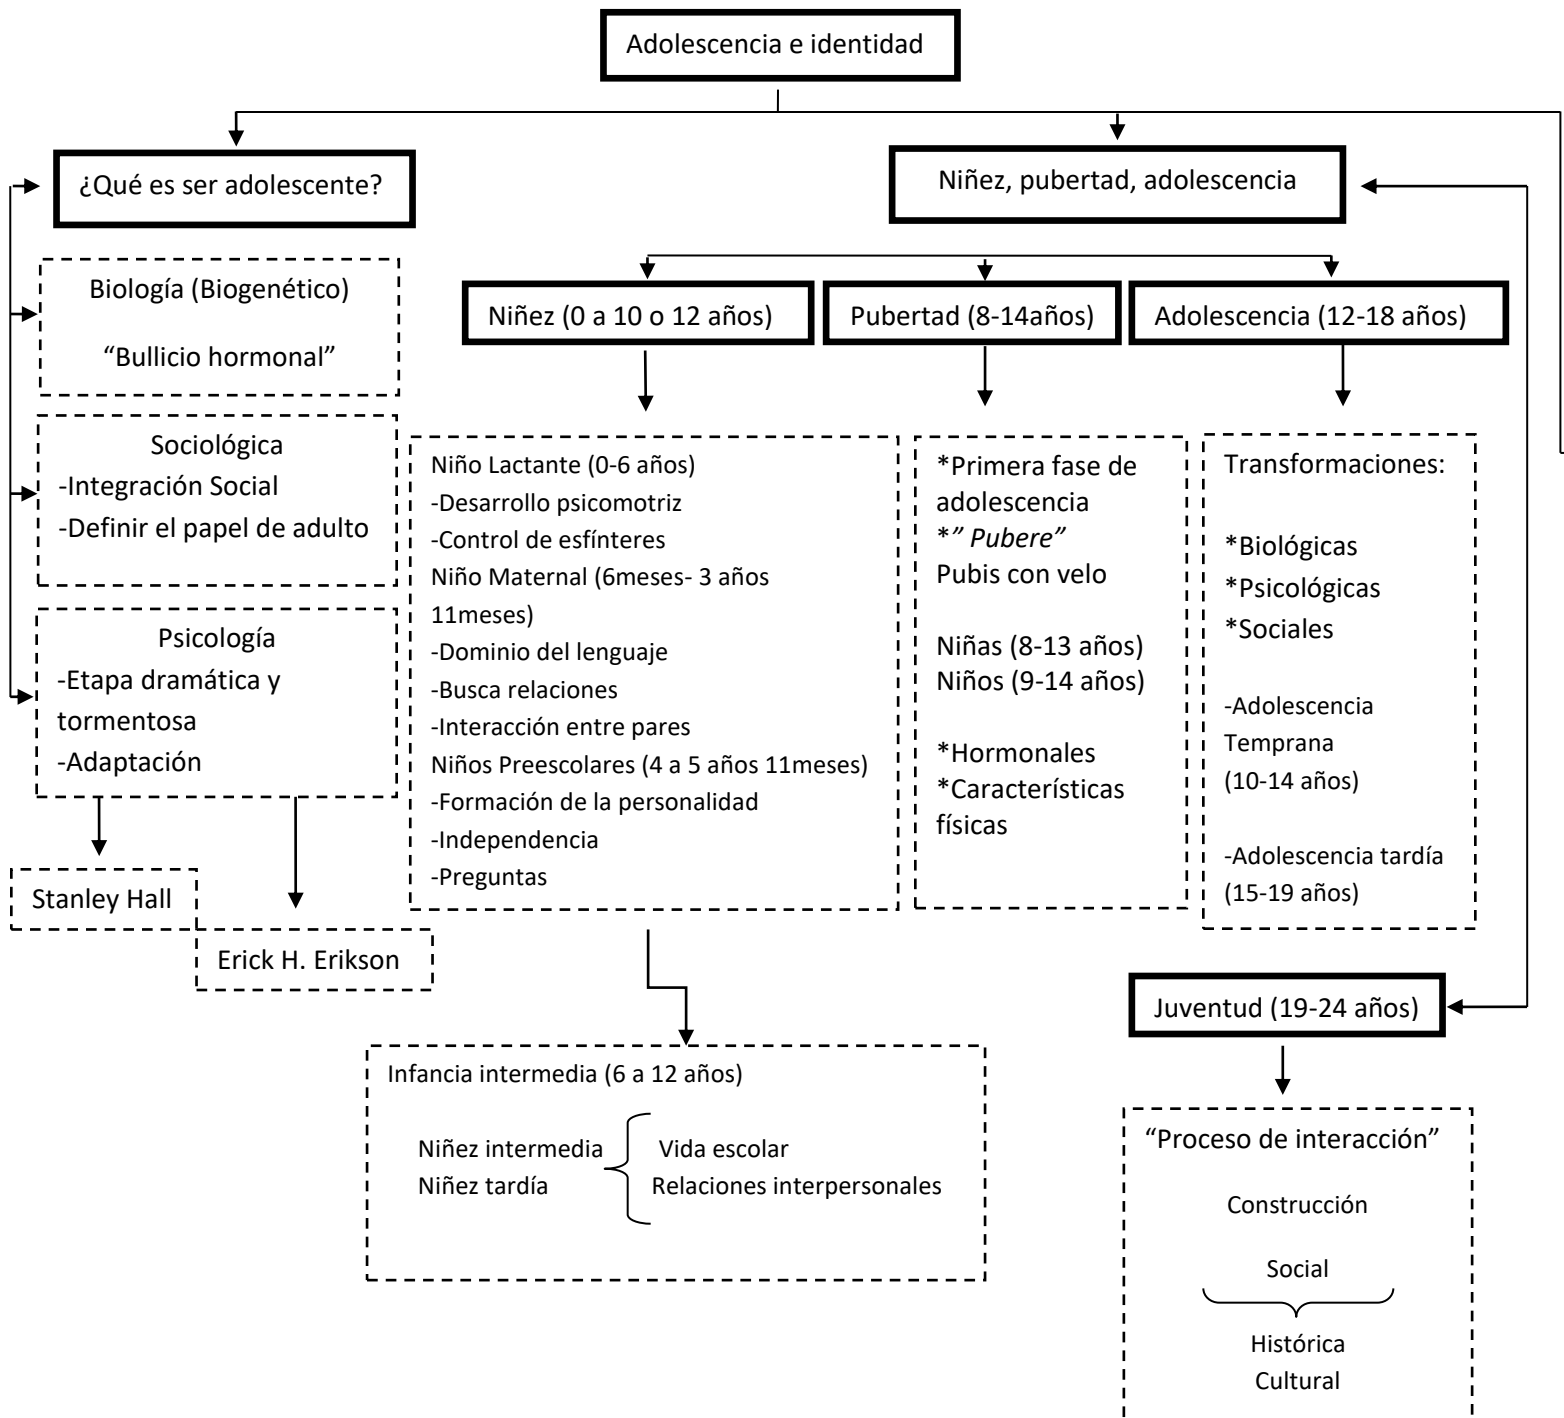 Adolescencia e identidad
¿Qué es ser adolescente?
Niñez, pubertad, adolescencia
Biología (Biogenético)
“Bullicio hormonal”
Sociológica
-Integración Social
-Definir el papel de adulto
Psicología
-Etapa dramática y
tormentosa
-Adaptación
Stanley Hall
Erick H. Erikson
Niñez (0 a 10 o 12 años)
Pubertad (8-14años)
Adolescencia (12-18 años)
Niño Lactante (0-6 años)
-Desarrollo psicomotriz
-Control de esfínteres
Niño Maternal (6meses- 3 años
11meses)
-Dominio del lenguaje
-Busca relaciones
-Interacción entre pares
Niños Preescolares (4 a 5 años 11meses)
-Formación de la personalidad
-Independencia
-Preguntas
*Primera fase de
adolescencia
*” Pubere”
Pubis con velo
Niñas (8-13 años)
Niños (9-14 años)
*Hormonales
*Características
físicas
Transformaciones:
*Biológicas
*Psicológicas
*Sociales
-Adolescencia
Temprana
(10-14 años)
-Adolescencia tardía
(15-19 años)
Infancia intermedia (6 a 12 años)
Niñez intermedia
Niñez tardía
Vida escolar
Relaciones interpersonales
Juventud (19-24 años)
“Proceso de interacción”
Construcción
Social
Histórica
Cultural